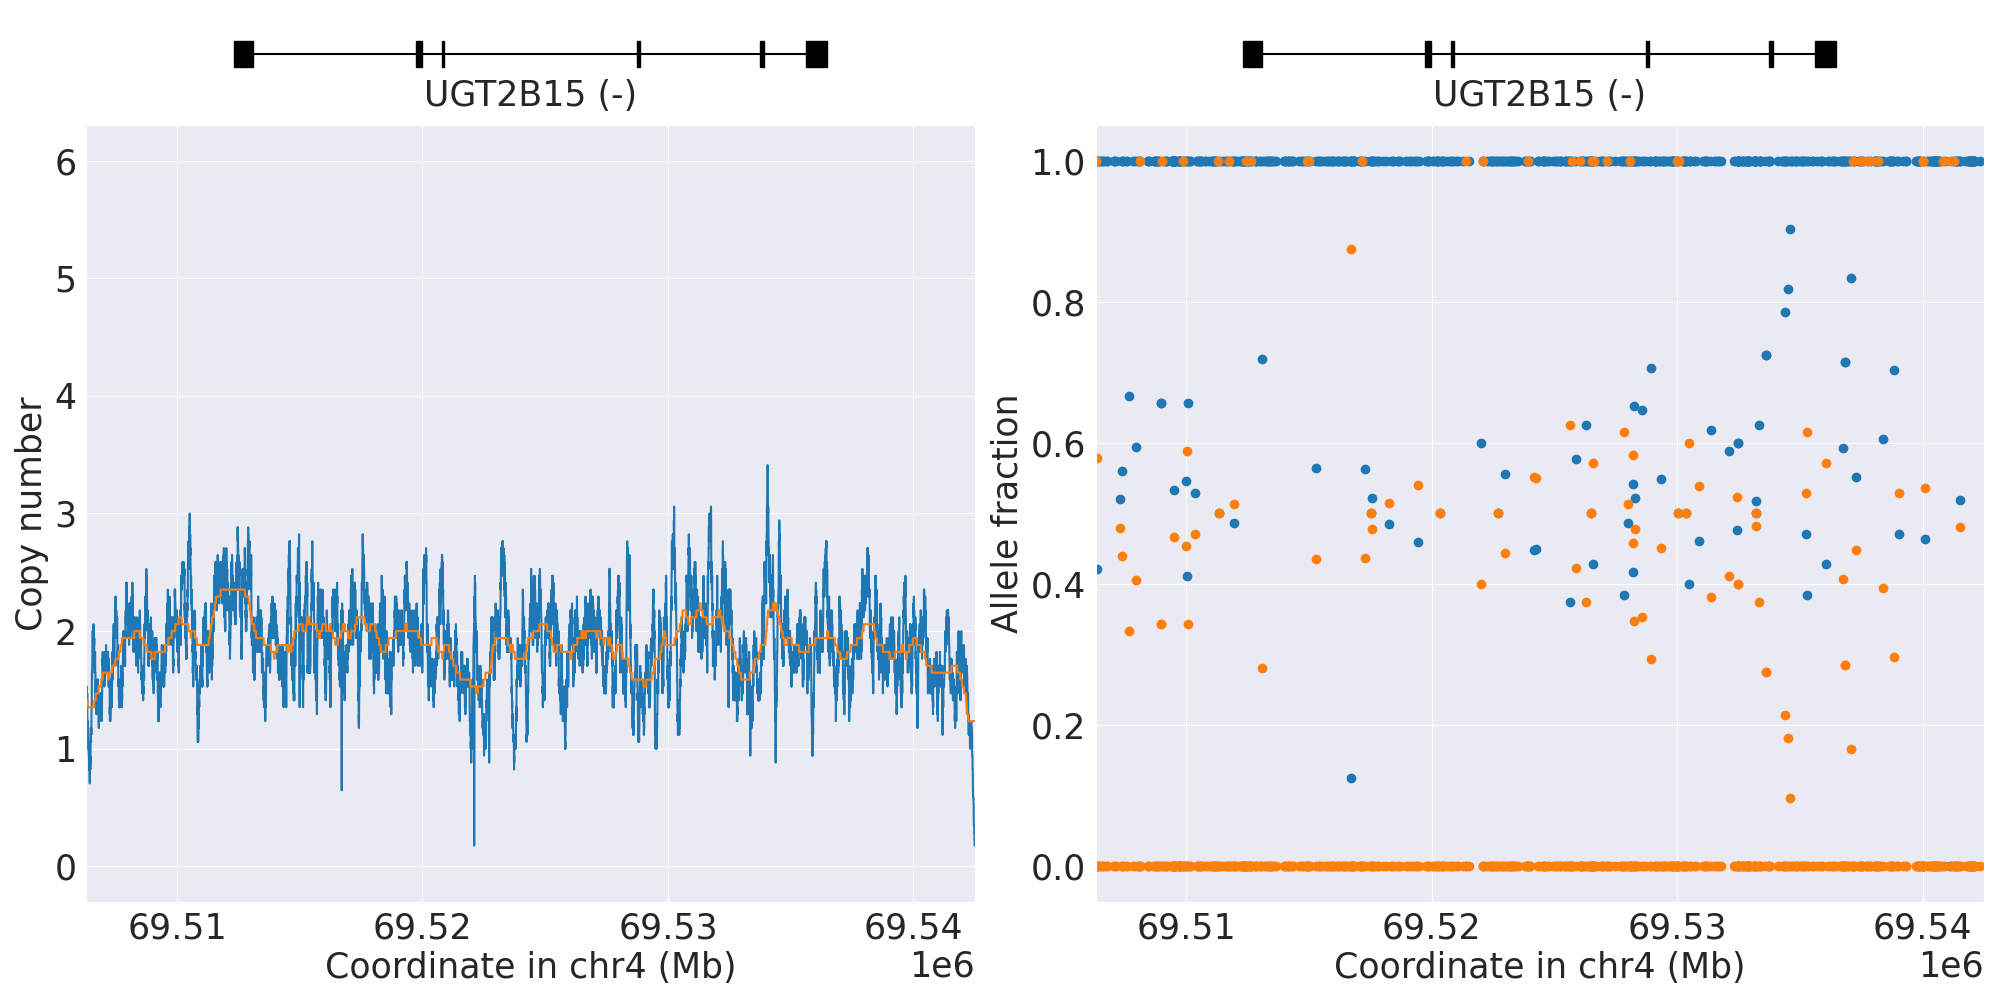 UGT2B15 (-)
6
5
4
3
2
1
0
Copy number
69.51 69.52 69.53 69.54
Coordinate in chr4 (Mb)
1e6
UGT2B15 (-)
1.0
0.8
0.6
0.4
0.2
0.0
Allele fraction
69.51 69.52 69.53 69.54
Coordinate in chr4 (Mb)
1e6